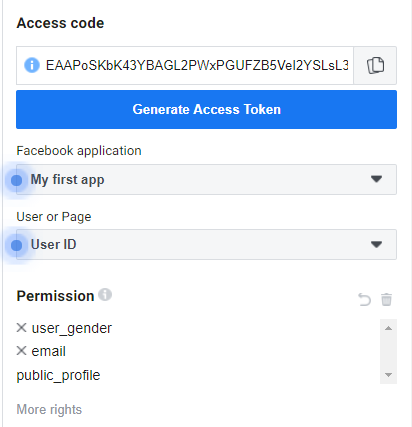 Access code
EAAPoSKbK43YBAGL2PWxPGUFZB5Vel2YSLsL3
Generate Access Token
Facebook application
My first app
User or Page
User ID
Permission
user_gender
email
public_profile
More rights